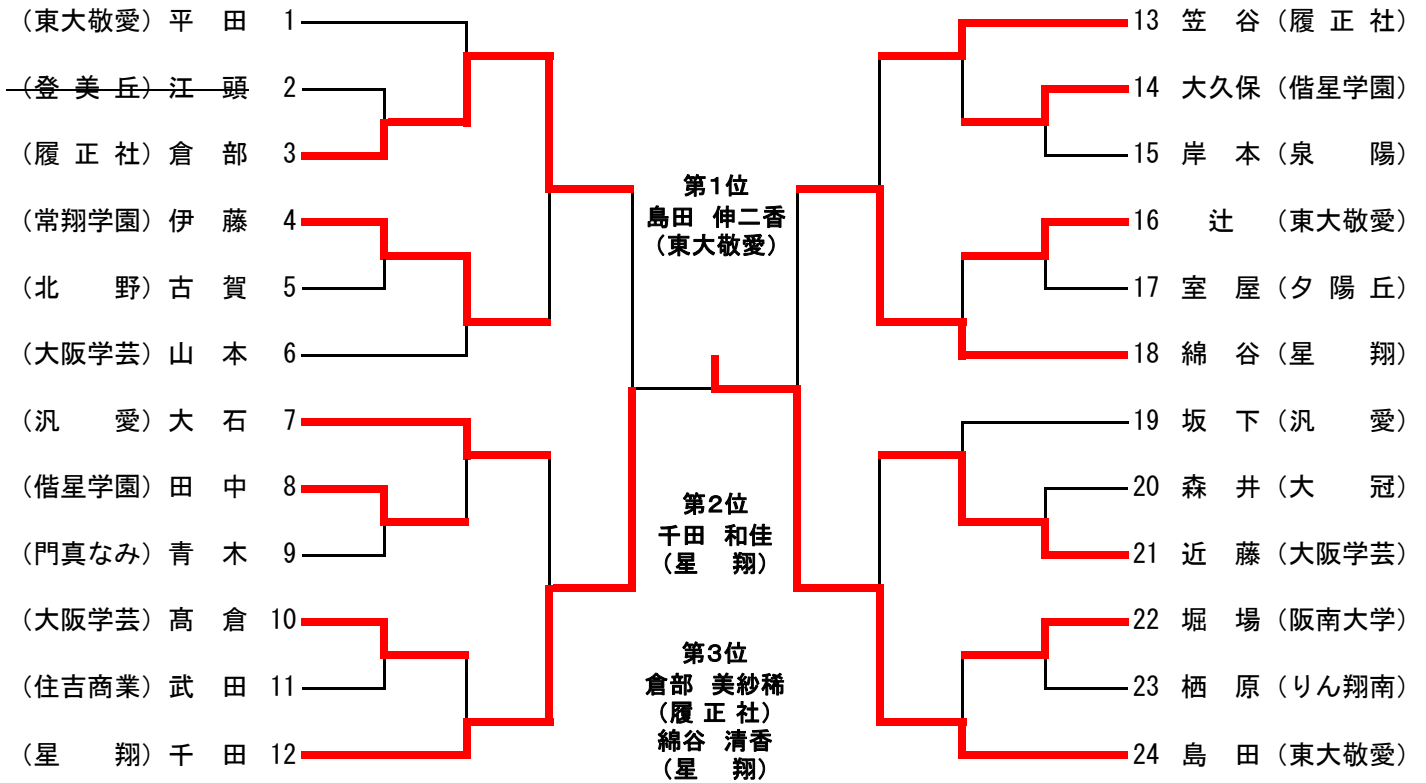 (東大敬愛) 平 田 1
(登 美 丘) 江 頭 2
(履 正 社) 倉 部 3
(常翔学園) 伊 藤 4
(北 野) 古 賀 5
(大阪学芸) 山 本 6
(汎 愛) 大 石 7
(偕星学園) 田 中 8
(門真なみ) 青 木 9
(大阪学芸) 髙 倉 10
(住吉商業) 武 田 11
(星 翔) 千 田 12
第1位
島田 伸二香
(東大敬愛)
第2位
千田 和佳
(星 翔)
第3位
倉部 美紗稀
(履 正 社)
綿谷 清香
(星 翔)
13 笠 谷 (履 正 社)
14 大久保 (偕星学園)
15 岸 本 (泉 陽)
16 辻 (東大敬愛)
17 室 屋 (夕 陽 丘)
18 綿 谷 (星 翔)
19 坂 下 (汎 愛)
20 森 井 (大 冠)
21 近 藤 (大阪学芸)
22 堀 場 (阪南大学)
23 栖 原 (りん翔南)
24 島 田 (東大敬愛)